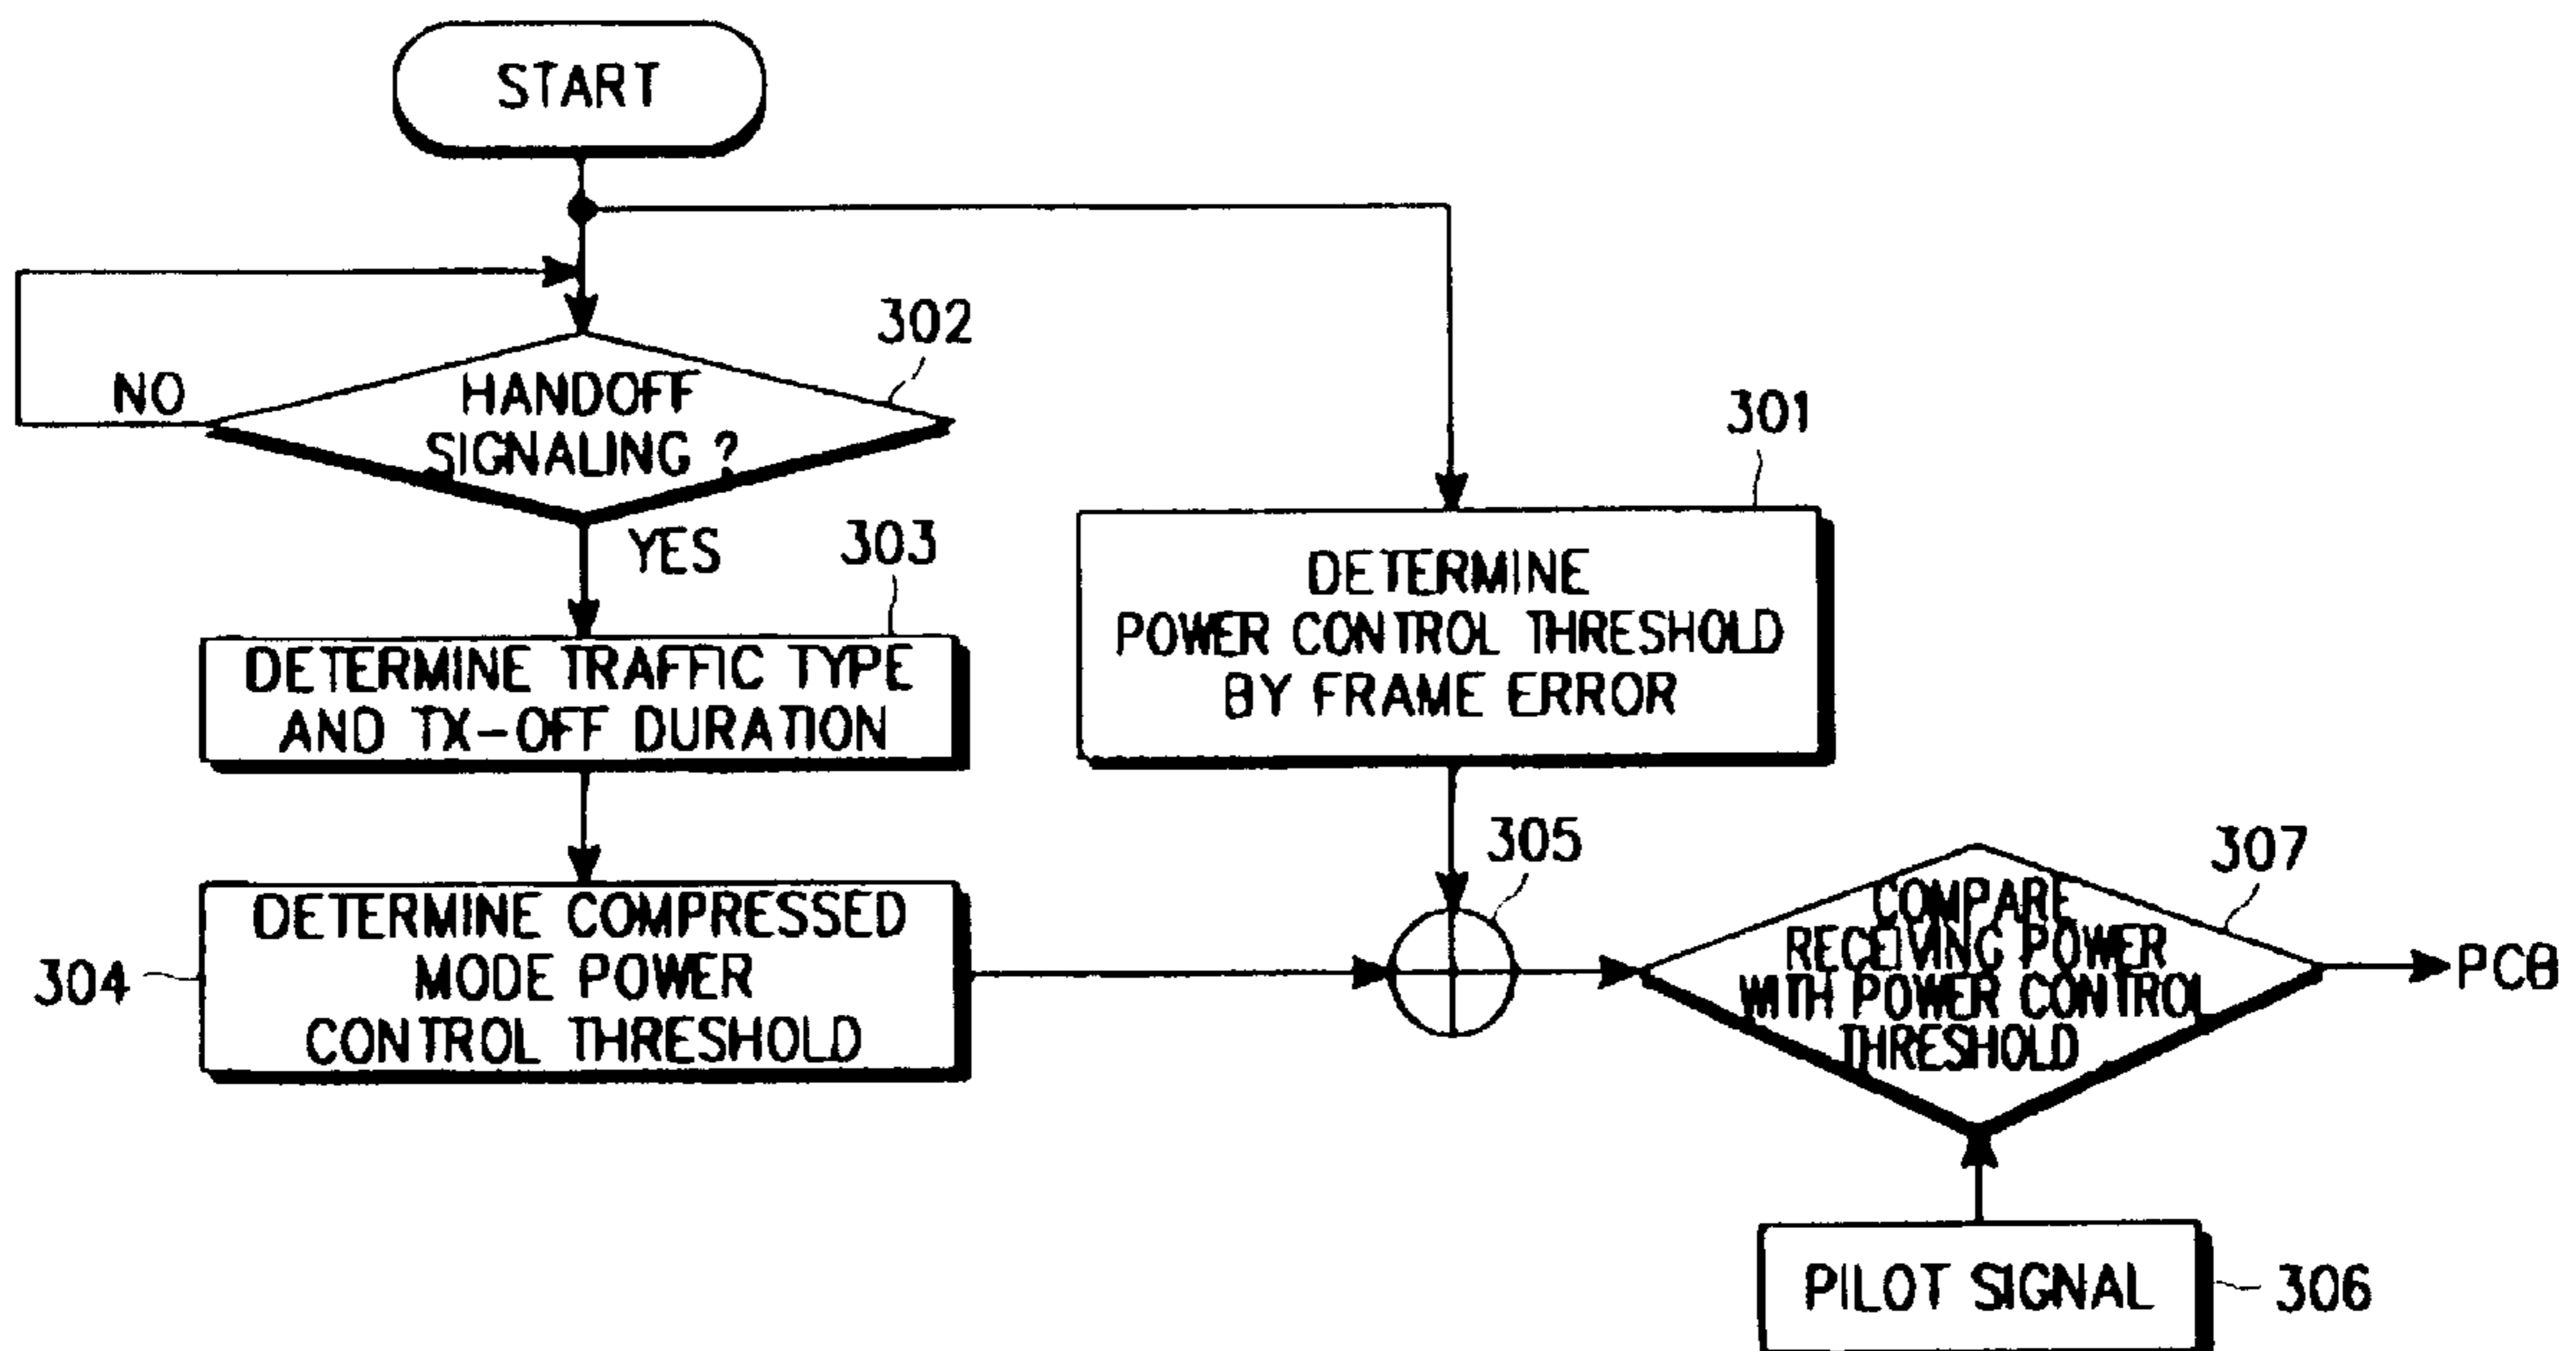 START
302
NO
HANDOFF
SIGNALING ?
YES
301
DETERMINE
POWER CONTROL THRESHOLD
BY FRAME ERROR
303
DETERMINE TRAFFIC TYPE
AND TX-OFF DURATION
304
DETERMINE COMPRESSED
MODE POWER
CONTROL THRESHOLD
305
307
COMPARE
RECEIVING POWER
WITH POWER CONTROL
THRESHOLD
PCB
PILOT SIGNAL
306